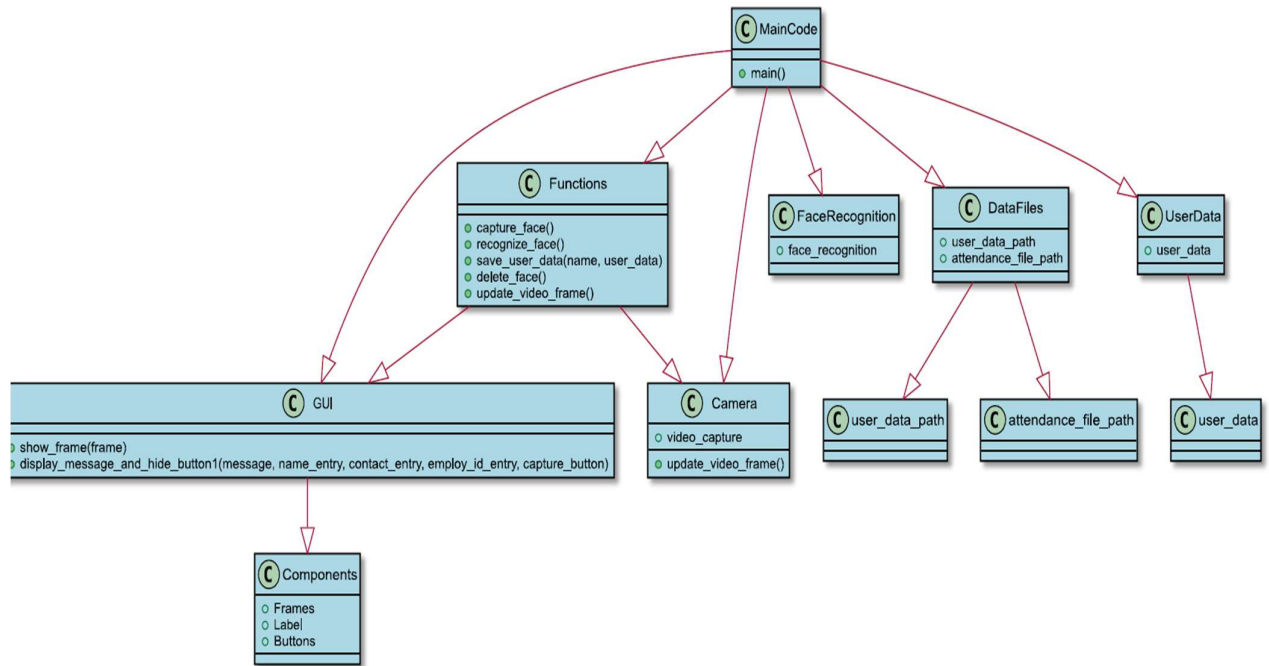 C MainCode
main()
C Functions
capture_face()
recognize_face()
save_user_data(name, user_data)
delete_face()
update_video_frame()
C FaceRecognition
face_recognition
C DataFiles
user_data_path
attendance_file_path
C UserData
user_data
C GUI
show_frame(frame)
display_message_and_hide_button1(message, name_entry, contact_entry, employ_id_entry, capture_button)
C Camera
video_capture
update_video_frame()
C user_data_path
C attendance_file_path
C user_data
C Components
Frames
Label
Buttons